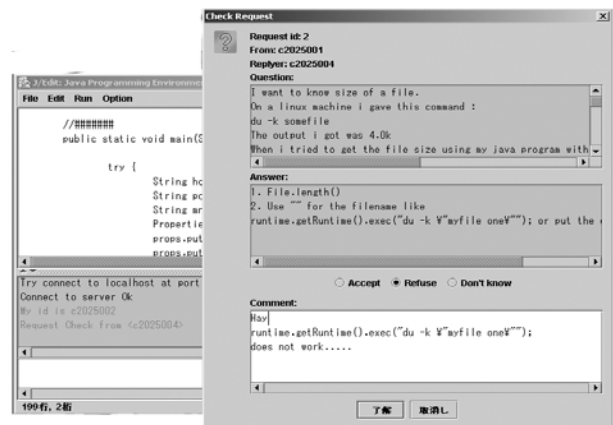 Check Request
Request id: 2
From: c2025001
Replyer: c2025004
Question:
I want to know size of a file.
On a linux machine i gave this command :
du -k somefile
The output i got was 4.0k
When i tried to get the file size using my java program with
Answer:
1. File.length()
2. Use "" for the filename like
runtime.getRuntime().exec("du -k ¥"myfile one¥""); or put the
Accept
Refuse
Don't know
Comment:
Hay
runtime.getRuntime().exec("du -k ¥"myfile one¥"");
does not work.....
了解
取消し
J/Edit: Java Programming Environme
File Edit Run Option
//#######
public static void main(S
try {
String ho
String po
String mr
Propertie
props.put
props.put
Try connect to localhost at port
Connect to server Ok
My id is c2025002
Request Check from <c2025004>
199行, 2桁